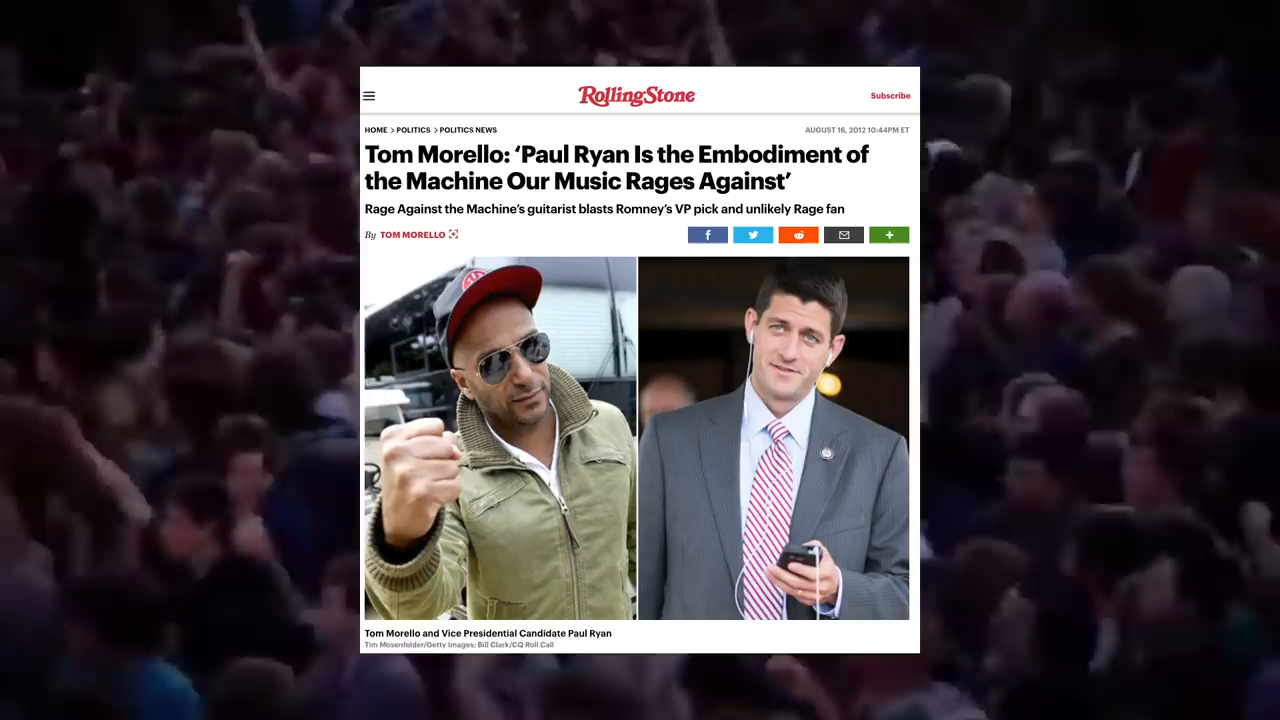 RollingStone
Subscribe
HOME > POLITICS > POLITICS NEWS
AUGUST 16, 2012 10:44PM ET
Tom Morello: ‘Paul Ryan Is the Embodiment of
the Machine Our Music Rages Against’
Rage Against the Machine’s guitarist blasts Romney’s VP pick and unlikely Rage fan
By TOM MORELLO
Tom Morello and Vice Presidential Candidate Paul Ryan
Tim Mosenfelder/Getty Images; Bill Clark/CQ Roll Call